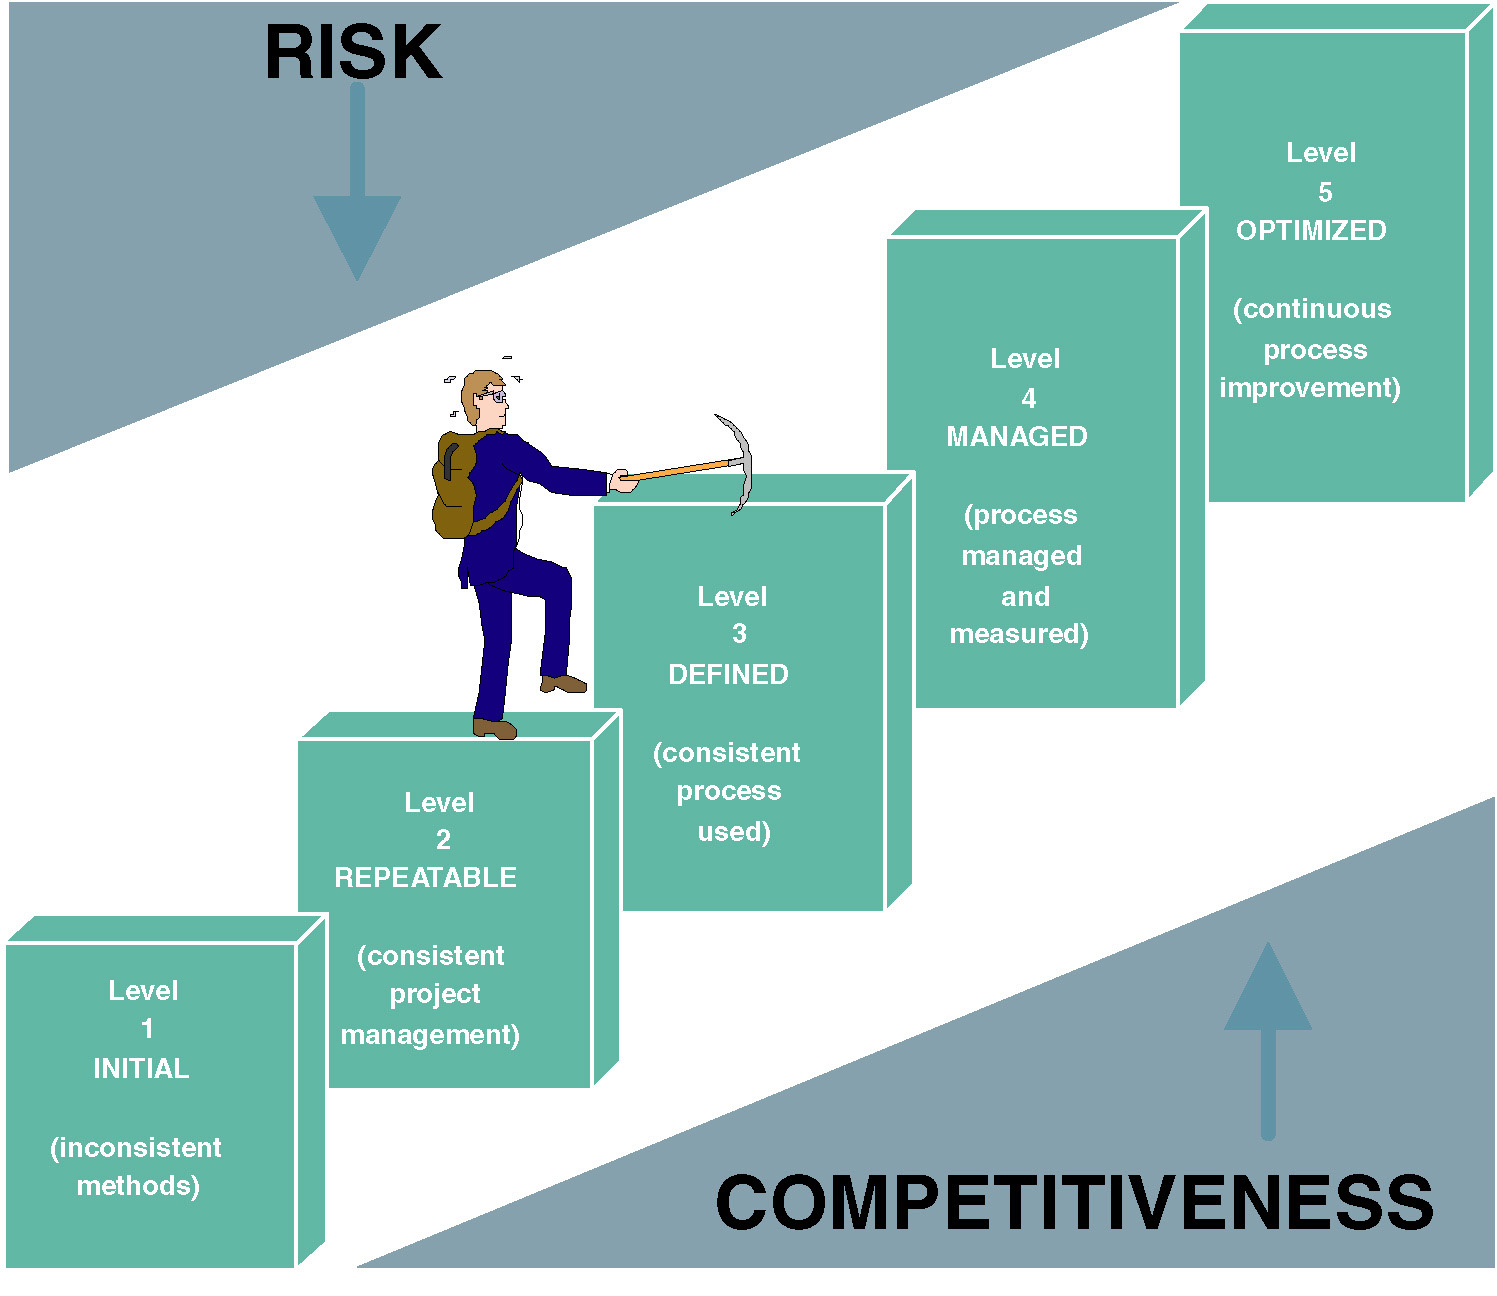 RISK
Level
5
OPTIMIZED
(continuous
process
improvement)
Level
4
MANAGED
(process
managed
and
measured)
Level
3
DEFINED
(consistent
process
used)
Level
2
REPEATABLE
(consistent
project
management)
Level
1
INITIAL
(inconsistent
methods)
COMPETITIVENESS